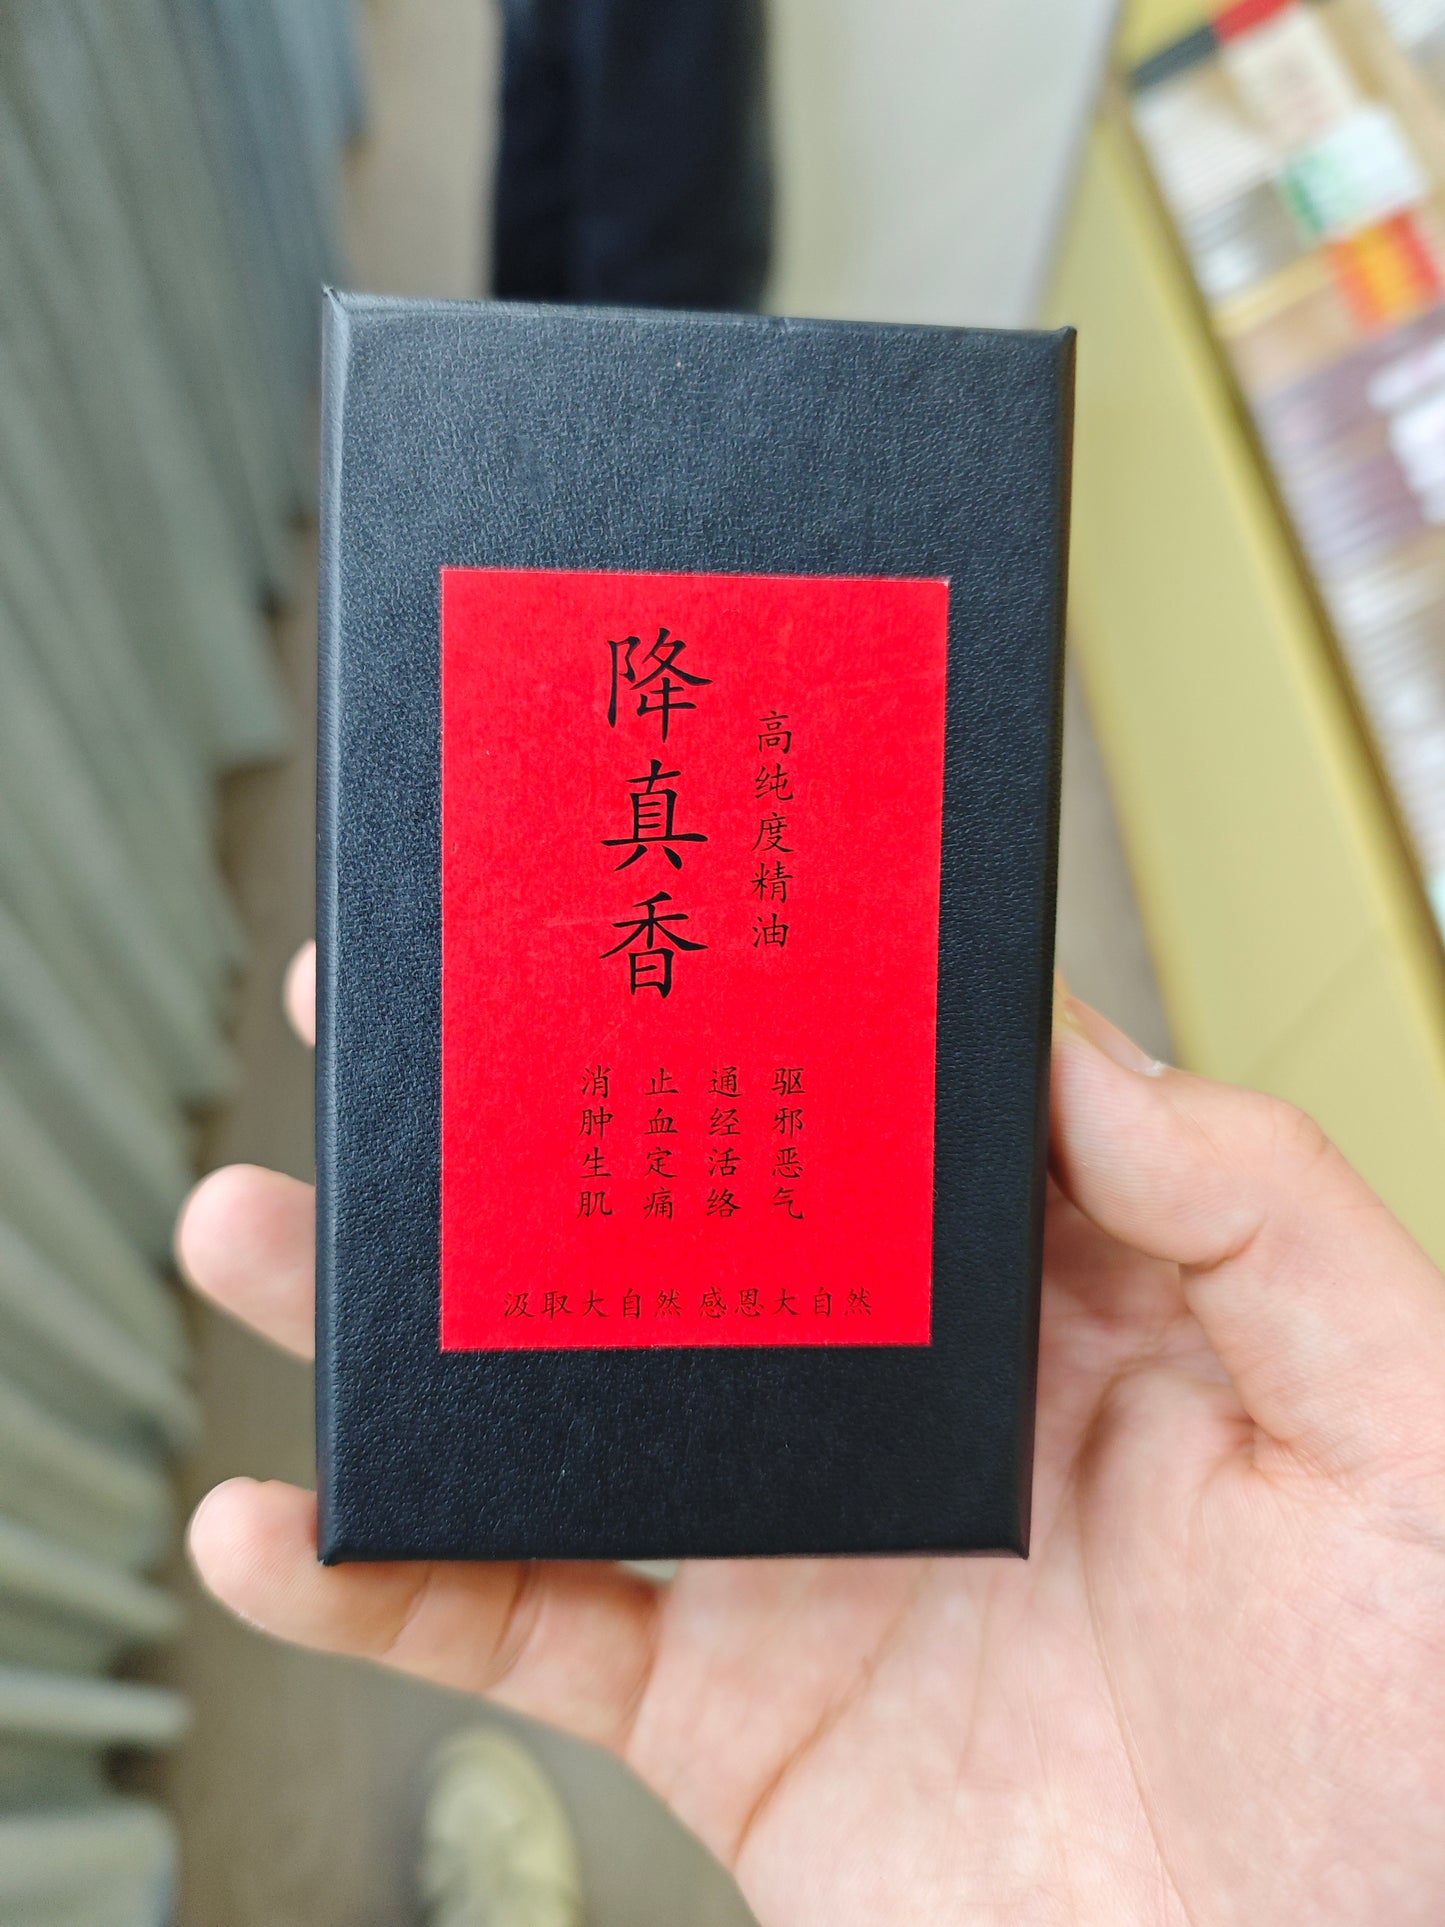 高纯度精油
降真香
驱邪恶气
通经活络
止血定痛
消肿生肌
汲取大自然 感恩大自然